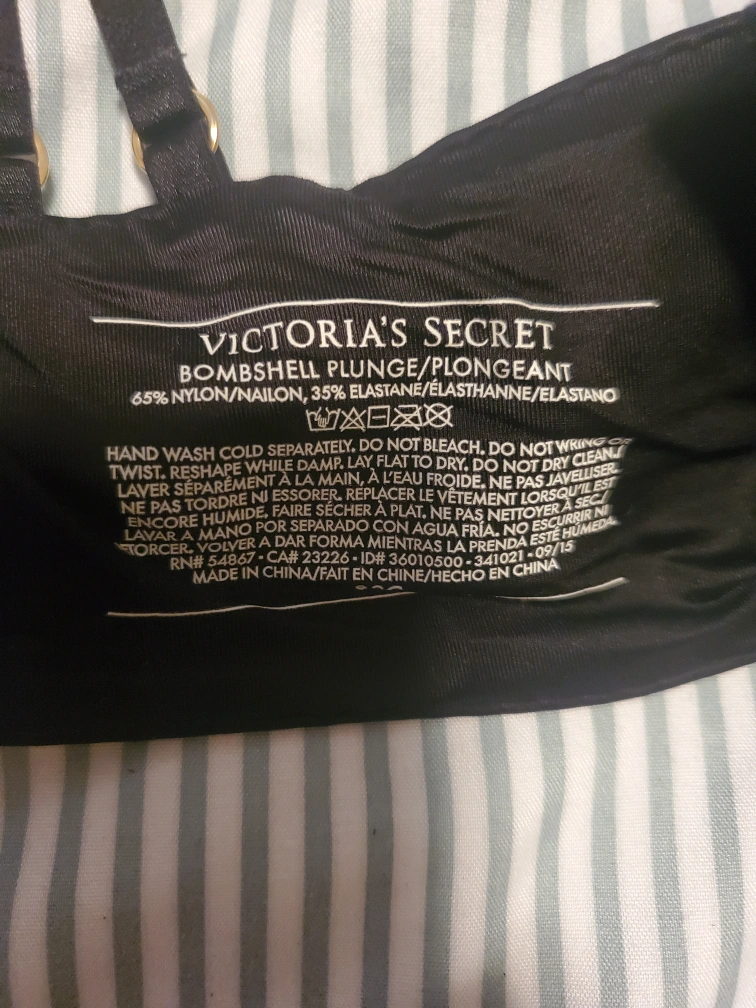 VICTORIA'S SECRET
BOMBSHELL PLUNGE/PLONGEANT
65% NYLON/NAILON, 35% ELASTANE/ÉLASTHANNE/ELASTANO
HAND WASH COLD SEPARATELY. DO NOT BLEACH. DO NOT WRING OR
TWIST. RESHAPE WHILE DAMP. LAY FLAT TO DRY. DO NOT DRY CLEAN./
LAVER SÉPARÉMENT À LA MAIN, À L'EAU FROIDE. NE PAS JAVELLISER.
NE PAS TORDRE NI ESSORER. REPLACER LE VÊTEMENT LORSQU'IL EST
ENCORE HUMIDE. FAIRE SÉCHER À PLAT. NE PAS NETTOYER À SEC./
LAVAR A MANO POR SEPARADO CON AGUA FRÍA. NO ESCURRIR NI
TORCER. VOLVER A DAR FORMA MIENTRAS LA PRENDA ESTÉ HÚMEDA.
RN# 54867 - CA# 23226 - ID# 36010500 - 341021 - 09/15
MADE IN CHINA/FAIT EN CHINE/HECHO EN CHINA